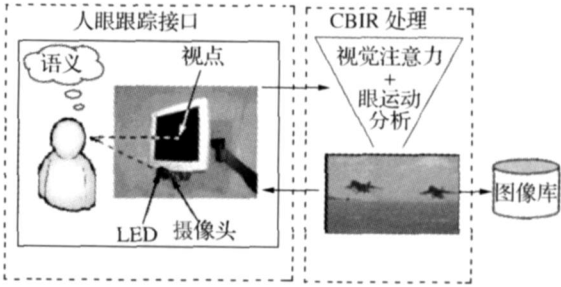 人眼跟踪接口
CBIR 处理
语义
视点
视觉注意力
+
眼运动
分析
LED
摄像头
图像库